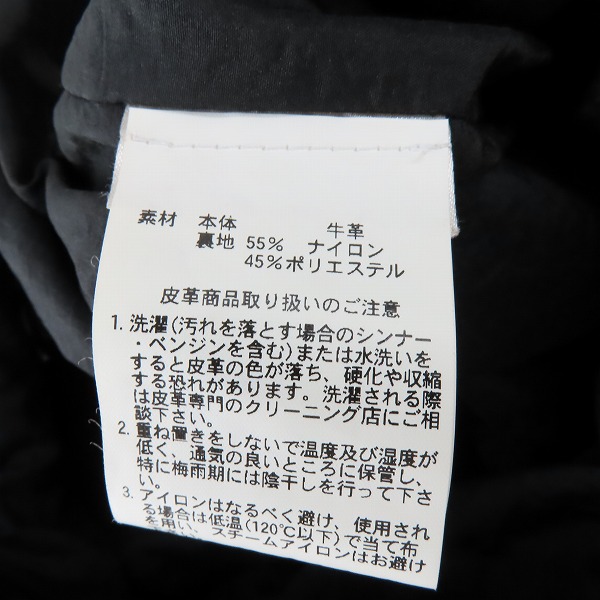 素材 本体 牛革
裏地 55% ナイロン
45%ポリエステル
皮革商品取り扱いのご注意
1. 洗濯(汚れを落とす場合のシンナー
・ベンジンを含む)または水洗いを
すると皮革の色が落ち、硬化や収縮
する恐れがあります。洗濯される際
は皮革専門のクリーニング店にご相
談下さい。
2. 重ね置きをしないで温度及び湿度が
低く、通気の良いところに保管し、
特に梅雨期には陰干しを行って下さ
い。
3. アイロンはなるべく避け、使用され
る場合は低温(120℃以下)で当て布
を用い、スチームアイロンはお避け